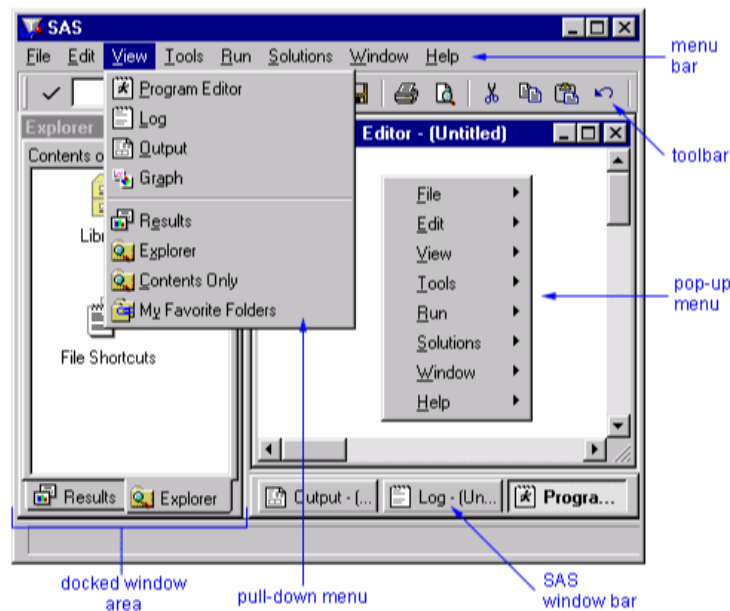 SAS
File Edit View Tools Run Solutions Window Help
menu bar
Program Editor
Log
Output
Graph
Results
Explorer
Contents Only
My Favorite Folders
toolbar
Explorer
Contents o
Libr
File Shortcuts
Editor - (Untitled)
File
Edit
View
Tools
Run
Solutions
Window
Help
pop-up
menu
Results Explorer
Output - (... Log - (Un... Progra...
docked window
area
pull-down menu
SAS
window bar